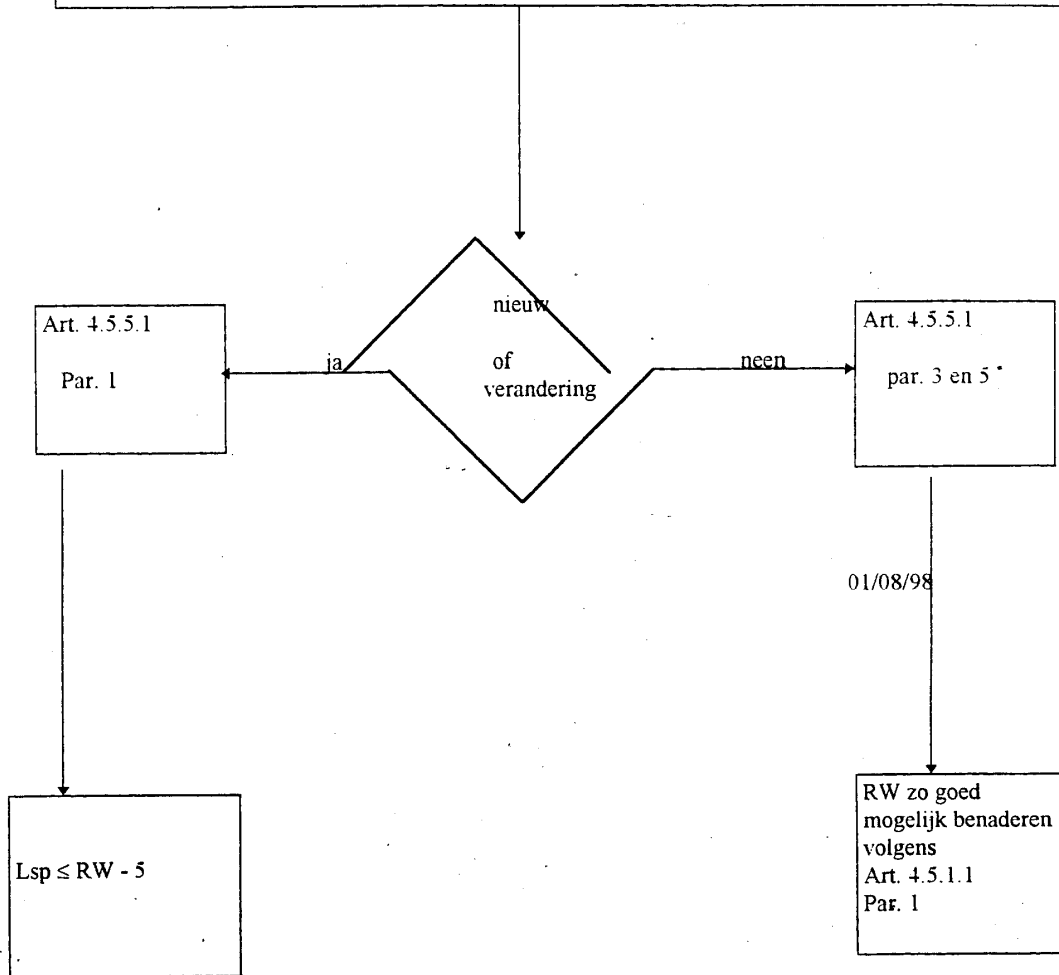 nieuw
of
verandering
ja
neen
Art. 4.5.5.1
Par. 1
Art. 4.5.5.1
par. 3 en 5
01/08/98
Lsp ≤ RW - 5
RW zo goed
mogelijk benaderen
volgens
Art. 4.5.1.1
Par. 1